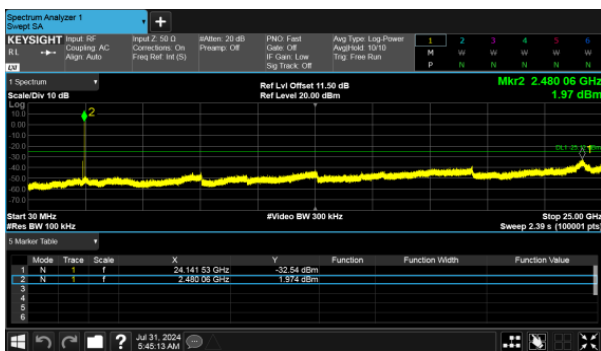 Spectrum Analyzer 1
Swept SA
+
KEYSIGHT Input: RF Input Z: 50 Ω #Atten: 20 dB PNO: Fast Avg Type: Log-Power 1 2 3 4 5 6
RL Coupling: AC Corrections: On Preamp: Off Gate: Off Avg|Hold: 10/10 M W W W W W
Align: Auto Freq Ref: Int (S) IF Gain: Low Trig: Free Run
Sig Track: Off P N N N N N
LXI
1 Spectrum
Ref Lvl Offset 11.50 dB Mkr2 2.480 06 GHz
Scale/Div 10 dB Ref Level 20.00 dBm 1.97 dBm
Log
10.0
0.00
-10.0
-20.0
-30.0
-40.0
-50.0
-60.0
-70.0
2
1
Start 30 MHz #Video BW 300 kHz Stop 25.00 GHz
#Res BW 100 kHz Sweep 2.39 s (100001 pts)
5 Marker Table
Mode Trace Scale X Y Function Function Width Function Value
1 N 1 f 24.141 53 GHz -32.54 dBm
2 N 1 f 2.480 06 GHz 1.974 dBm
3
4
5
6
? Jul 31, 2024
5:45:13 AM